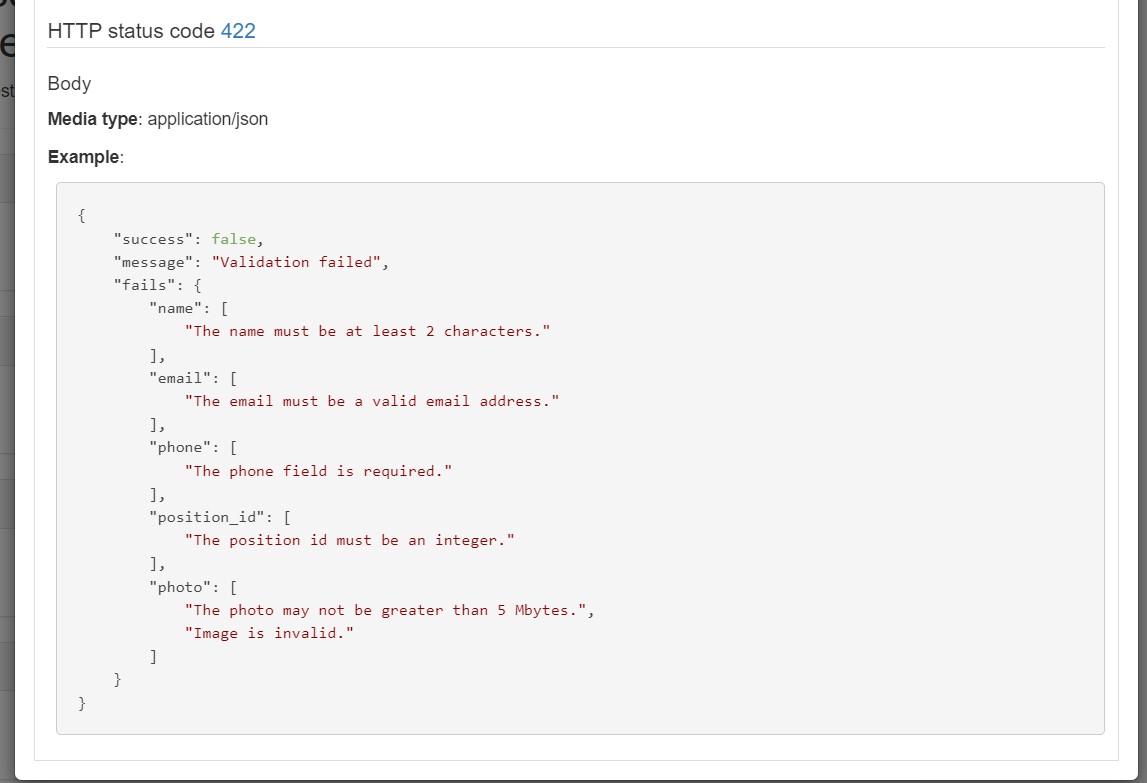 HTTP status code 422
e
st
Body
Media type: application/json
Example:
{
"success": false,
"message": "Validation failed",
"fails": {
"name": [
"The name must be at least 2 characters."
],
"email": [
"The email must be a valid email address."
],
"phone": [
"The phone field is required."
],
"position_id": [
"The position id must be an integer."
],
"photo": [
"The photo may not be greater than 5 Mbytes.",
"Image is invalid."
]
}
}